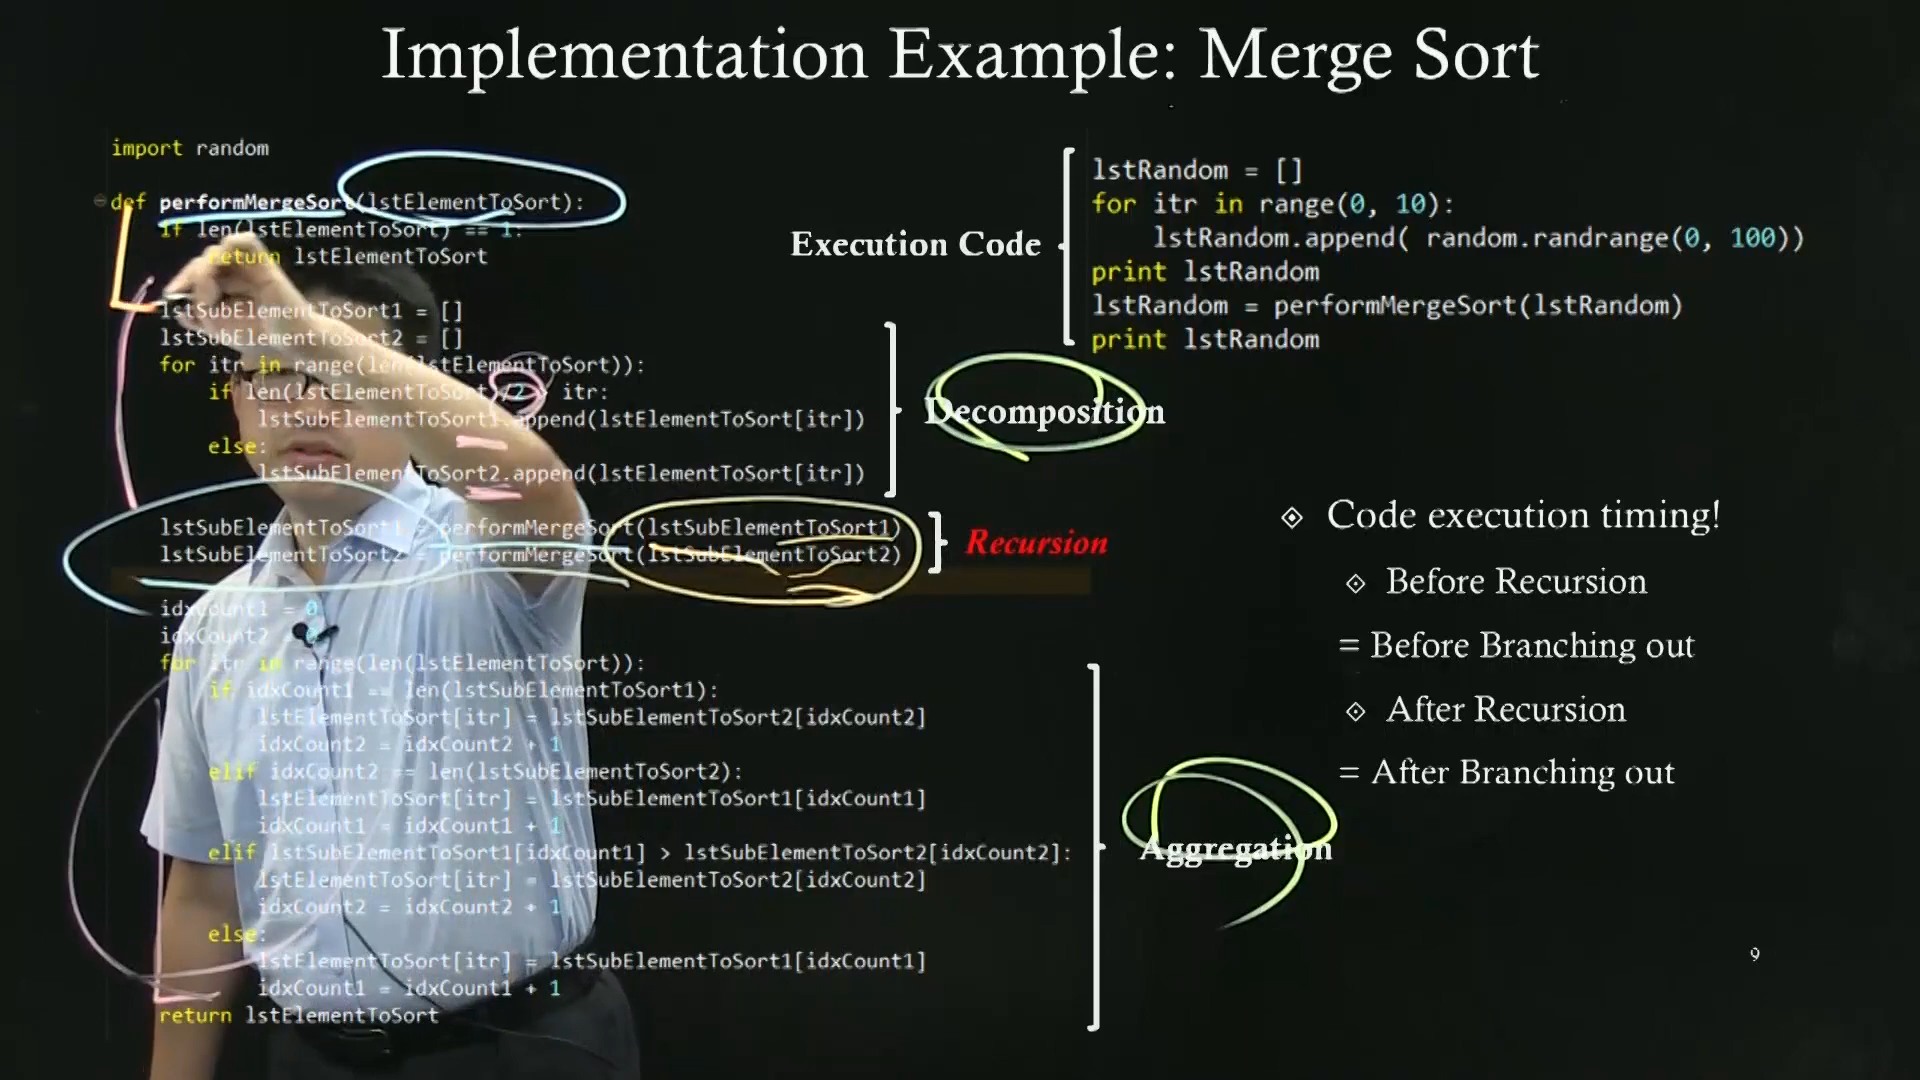 Implementation Example: Merge Sort
import random
def performMergeSort(lstElementToSort):
if len(lstElementToSort) == 1:
return lstElementToSort
lstSubElementToSort1 = []
lstSubElementToSort2 = []
for itr in range(len(lstElementToSort)):
if len(lstElementToSort)/2 > itr:
lstSubElementToSort1.append(lstElementToSort[itr])
else:
lstSubElementToSort2.append(lstElementToSort[itr])
lstSubElementToSort1 = performMergeSort(lstSubElementToSort1)
lstSubElementToSort2 = performMergeSort(lstSubElementToSort2)
idxCount1 = 0
idxCount2 = 0
for itr in range(len(lstElementToSort)):
if idxCount1 == len(lstSubElementToSort1):
lstElementToSort[itr] = lstSubElementToSort2[idxCount2]
idxCount2 = idxCount2 + 1
elif idxCount2 == len(lstSubElementToSort2):
lstElementToSort[itr] = lstSubElementToSort1[idxCount1]
idxCount1 = idxCount1 + 1
elif lstSubElementToSort1[idxCount1] > lstSubElementToSort2[idxCount2]:
lstElementToSort[itr] = lstSubElementToSort2[idxCount2]
idxCount2 = idxCount2 + 1
else:
lstElementToSort[itr] = lstSubElementToSort1[idxCount1]
idxCount1 = idxCount1 + 1
return lstElementToSort
Execution Code
lstRandom = []
for itr in range(0, 10):
lstRandom.append( random.randrange(0, 100))
print lstRandom
lstRandom = performMergeSort(lstRandom)
print lstRandom
Decomposition
Recursion
Aggregation
Code execution timing!
Before Recursion
= Before Branching out
After Recursion
= After Branching out
9